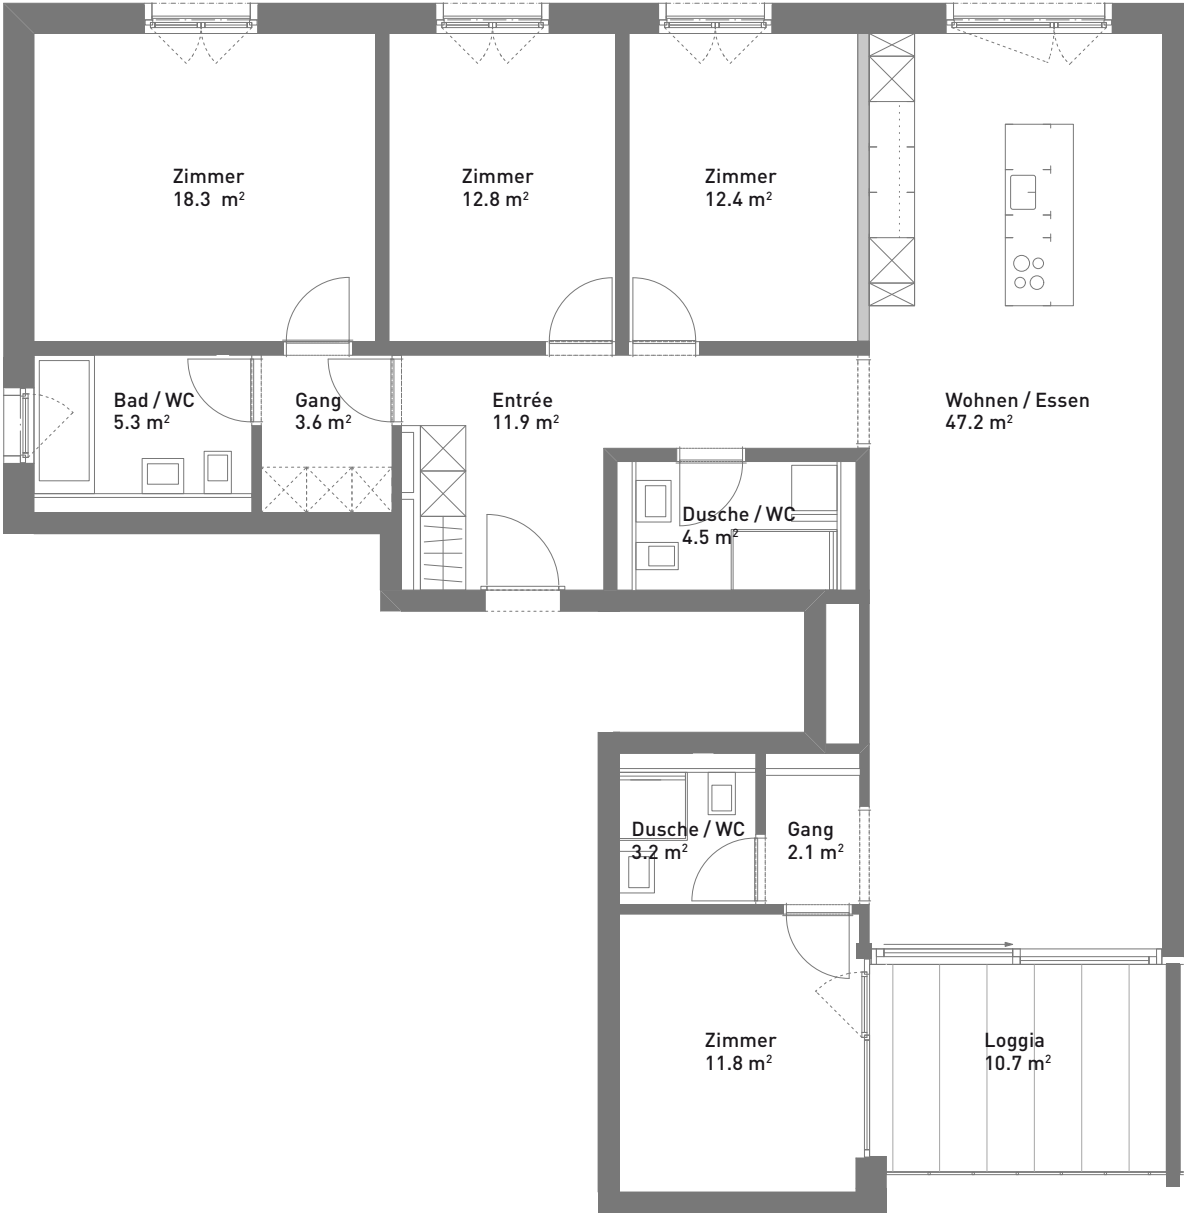 Zimmer
18.3 m²
Zimmer
12.8 m²
Zimmer
12.4 m²
Bad / WC
5.3 m²
Gang
3.6 m²
Entrée
11.9 m²
Wohnen / Essen
47.2 m²
Dusche / WC
4.5 m²
Dusche / WC
3.2 m²
Gang
2.1 m²
Zimmer
11.8 m²
Loggia
10.7 m²